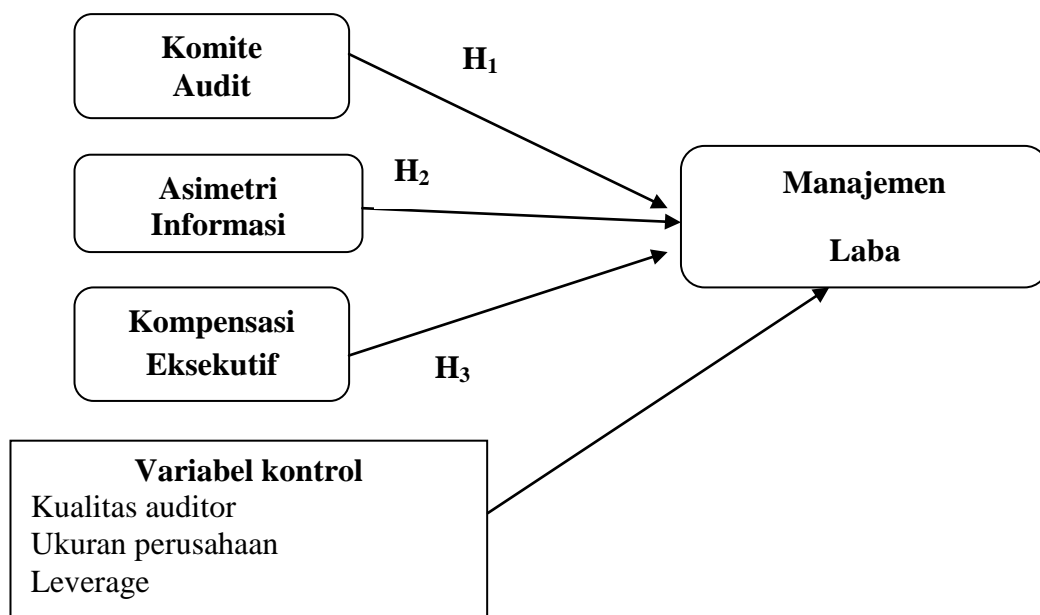 Komite
Audit
H₁
Asimetri
Informasi
H₂
Manajemen
Laba
Kompensasi
Eksekutif
H₃
Variabel kontrol
Kualitas auditor
Ukuran perusahaan
Leverage